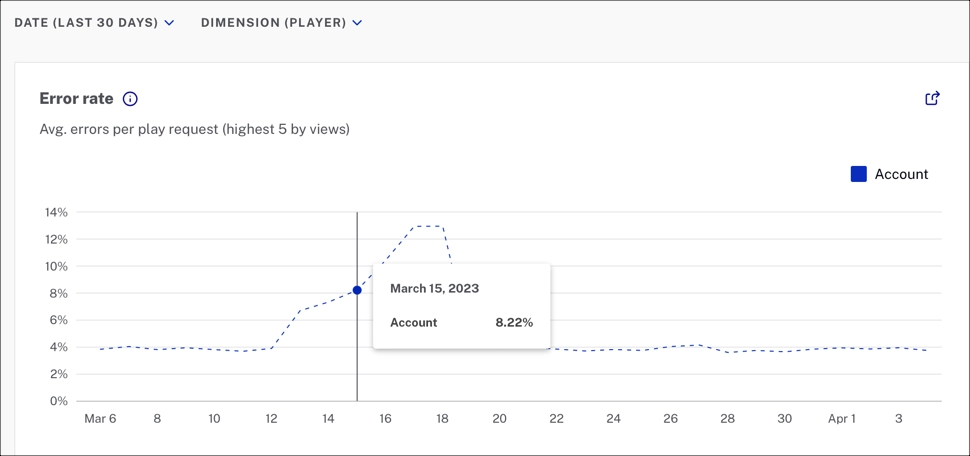 DATE (LAST 30 DAYS) DIMENSION (PLAYER)
Error rate
Avg. errors per play request (highest 5 by views)
Account
14%
12%
10%
8%
6%
4%
2%
0%
March 15, 2023
Account 8.22%
Mar 6 8 10 12 14 16 18 20 22 24 26 28 30 Apr 1 3